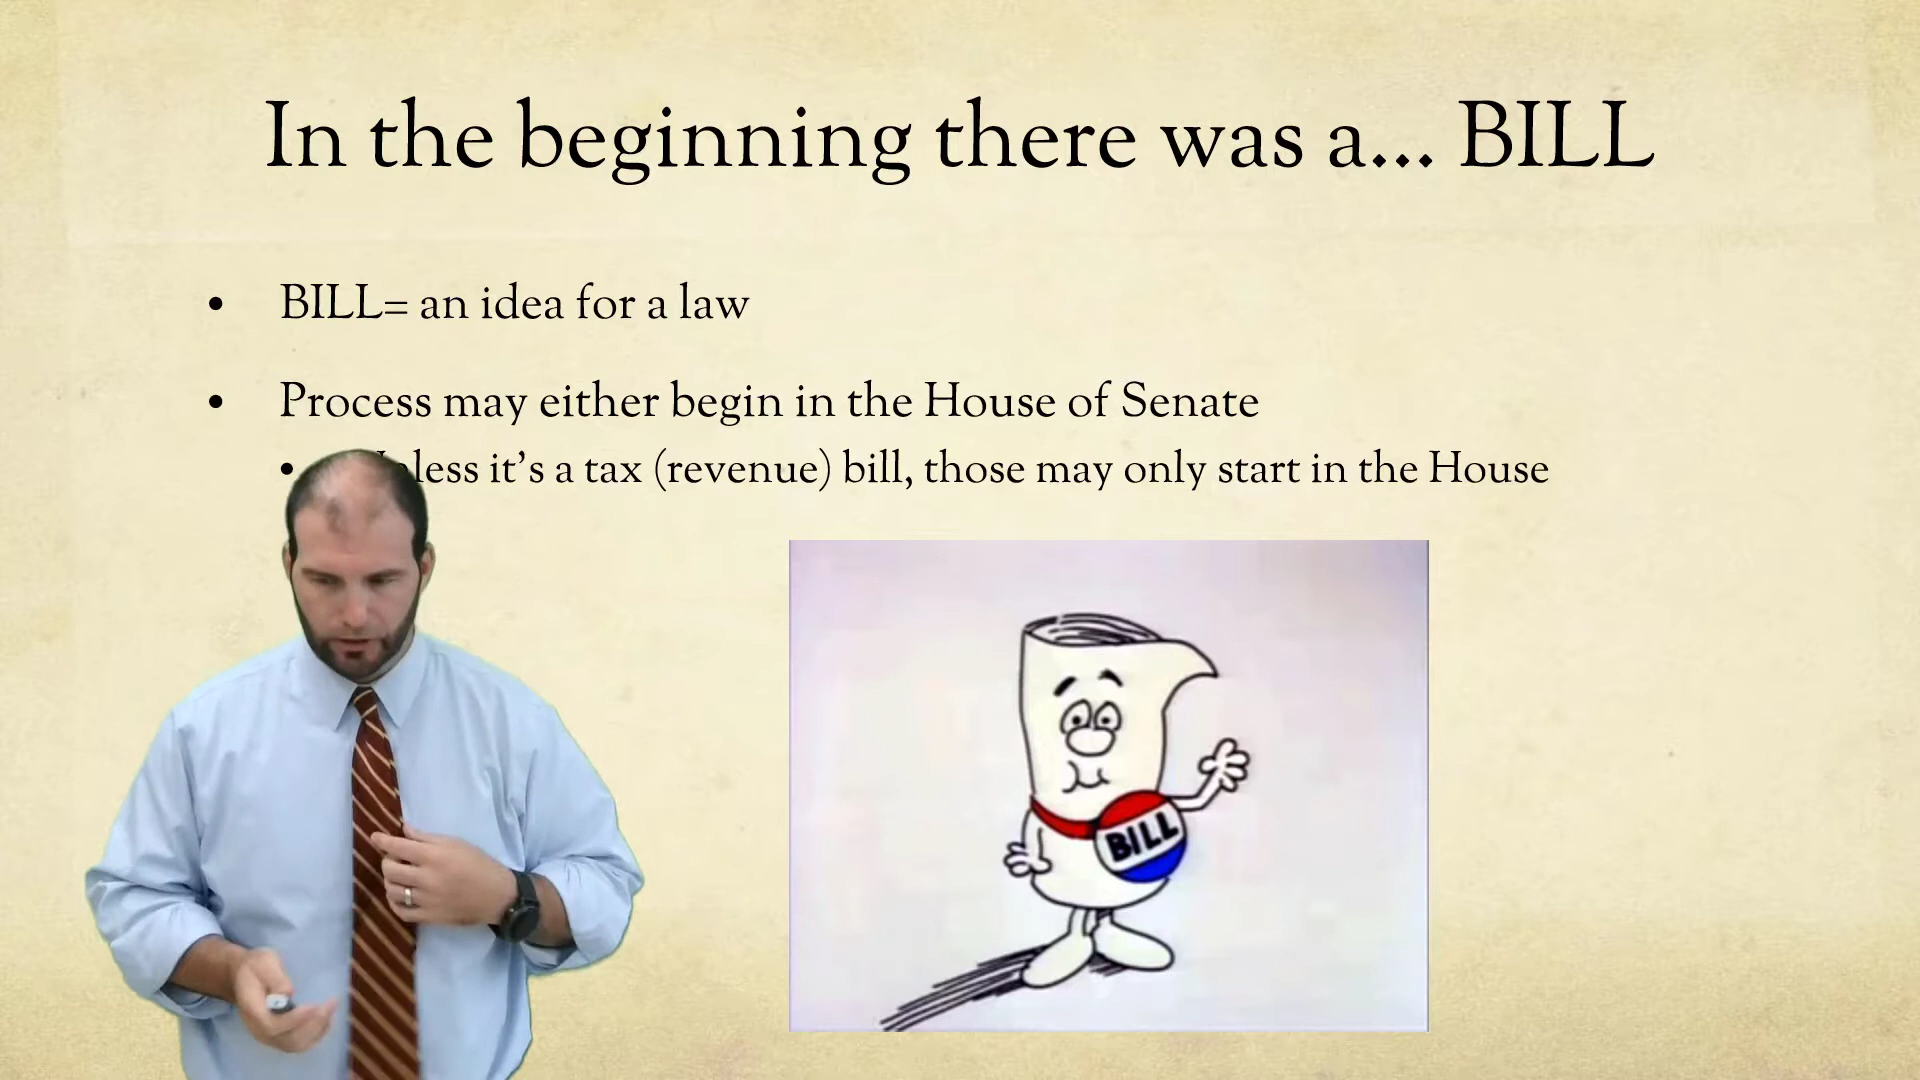 In the beginning there was a... BILL
• BILL= an idea for a law
• Process may either begin in the House of Senate
• Unless it's a tax (revenue) bill, those may only start in the House
BILL